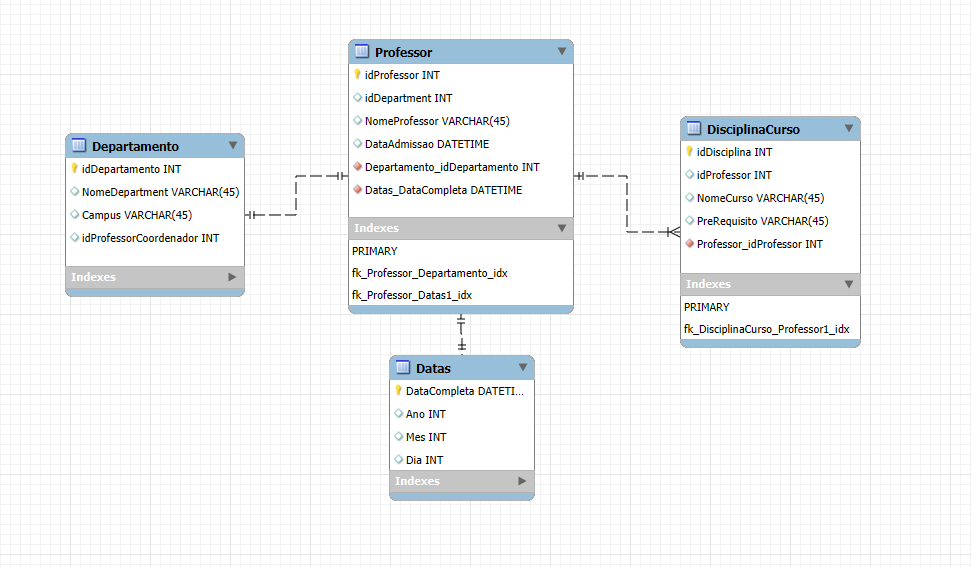 Professor
idProfessor INT
idDepartment INT
NomeProfessor VARCHAR(45)
DataAdmissao DATETIME
Departamento_idDepartamento INT
Datas_DataCompleta DATETIME
Indexes
PRIMARY
fk_Professor_Departamento_idx
fk_Professor_Datas1_idx
Departamento
idDepartamento INT
NomeDepartment VARCHAR(45)
Campus VARCHAR(45)
idProfessorCoordenador INT
Indexes
DisciplinaCurso
idDisciplina INT
idProfessor INT
NomeCurso VARCHAR(45)
PreRequisito VARCHAR(45)
Professor_idProfessor INT
Indexes
PRIMARY
fk_DisciplinaCurso_Professor1_idx
Datas
DataCompleta DATETI...
Ano INT
Mes INT
Dia INT
Indexes